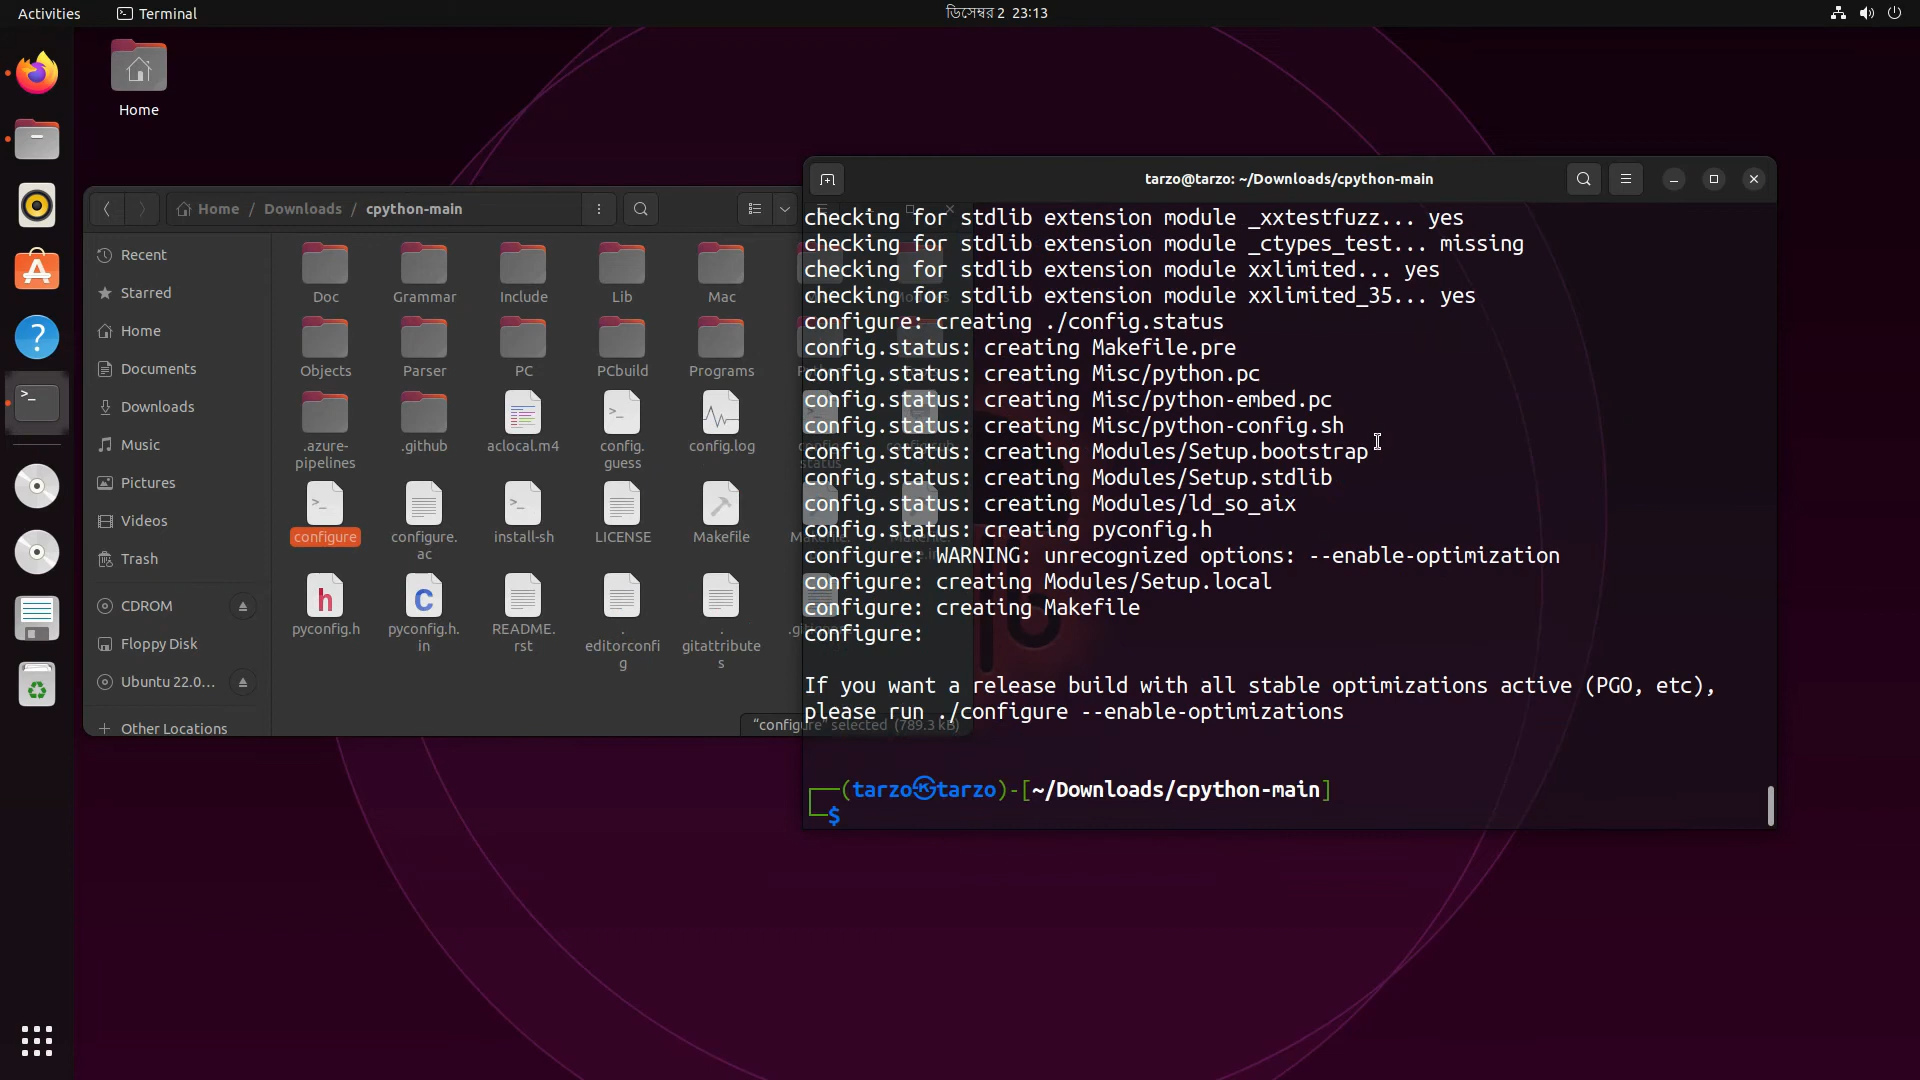 Activities
Terminal
ডিসেম্বর 2 23:13
Home
Home / Downloads / cpython-main
Recent
Starred
Home
Documents
Downloads
Music
Pictures
Videos
Trash
CDROM
Floppy Disk
Ubuntu 22.0...
Other Locations
Doc
Grammar
Include
Lib
Mac
Objects
Parser
PC
PCbuild
Programs
.azure-
pipelines
.github
aclocal.m4
config.
guess
config.log
configure
configure.
ac
install-sh
LICENSE
Makefile
pyconfig.h
pyconfig.h.
in
README.
rst
.
editorconfi
g
.
gitattribute
s
"configure" selected (789.3 kB)
tarzo@tarzo: ~/Downloads/cpython-main
checking for stdlib extension module _xxtestfuzz... yes
checking for stdlib extension module _ctypes_test... missing
checking for stdlib extension module xxlimited... yes
checking for stdlib extension module xxlimited_35... yes
configure: creating ./config.status
config.status: creating Makefile.pre
config.status: creating Misc/python.pc
config.status: creating Misc/python-embed.pc
config.status: creating Misc/python-config.sh
config.status: creating Modules/Setup.bootstrap
config.status: creating Modules/Setup.stdlib
config.status: creating Modules/ld_so_aix
config.status: creating pyconfig.h
configure: WARNING: unrecognized options: --enable-optimization
configure: creating Modules/Setup.local
configure: creating Makefile
configure:
If you want a release build with all stable optimizations active (PGO, etc),
please run ./configure --enable-optimizations
┌──(tarzo㉿tarzo)-[~/Downloads/cpython-main]
└─$